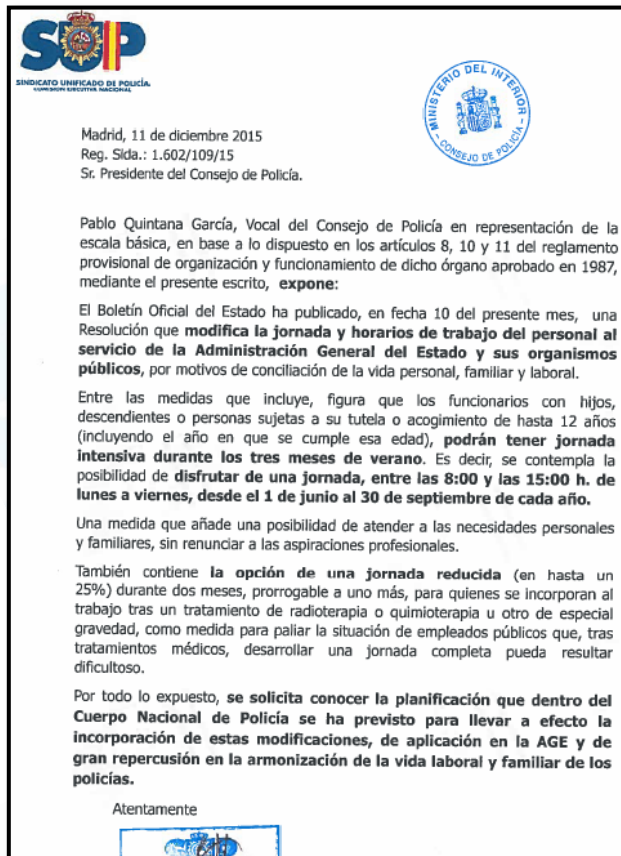 SUP
SINDICATO UNIFICADO DE POLICÍA.
COMISIÓN EJECUTIVA NACIONAL
MINISTERIO DEL INTERIOR
- CONSEJO DE POLICÍA -
Madrid, 11 de diciembre 2015
Reg. Slda.: 1.602/109/15
Sr. Presidente del Consejo de Policía.
Pablo Quintana García, Vocal del Consejo de Policía en representación de la
escala básica, en base a lo dispuesto en los artículos 8, 10 y 11 del reglamento
provisional de organización y funcionamiento de dicho órgano aprobado en 1987,
mediante el presente escrito, expone:
El Boletín Oficial del Estado ha publicado, en fecha 10 del presente mes, una
Resolución que modifica la jornada y horarios de trabajo del personal al
servicio de la Administración General del Estado y sus organismos
públicos, por motivos de conciliación de la vida personal, familiar y laboral.
Entre las medidas que incluye, figura que los funcionarios con hijos,
descendientes o personas sujetas a su tutela o acogimiento de hasta 12 años
(incluyendo el año en que se cumple esa edad), podrán tener jornada
intensiva durante los tres meses de verano. Es decir, se contempla la
posibilidad de disfrutar de una jornada, entre las 8:00 y las 15:00 h. de
lunes a viernes, desde el 1 de junio al 30 de septiembre de cada año.
Una medida que añade una posibilidad de atender a las necesidades personales
y familiares, sin renunciar a las aspiraciones profesionales.
También contiene la opción de una jornada reducida (en hasta un
25%) durante dos meses, prorrogable a uno más, para quienes se incorporan al
trabajo tras un tratamiento de radioterapia o quimioterapia u otro de especial
gravedad, como medida para paliar la situación de empleados públicos que, tras
tratamientos médicos, desarrollar una jornada completa pueda resultar
dificultoso.
Por todo lo expuesto, se solicita conocer la planificación que dentro del
Cuerpo Nacional de Policía se ha previsto para llevar a efecto la
incorporación de estas modificaciones, de aplicación en la AGE y de
gran repercusión en la armonización de la vida laboral y familiar de los
policías.
Atentamente